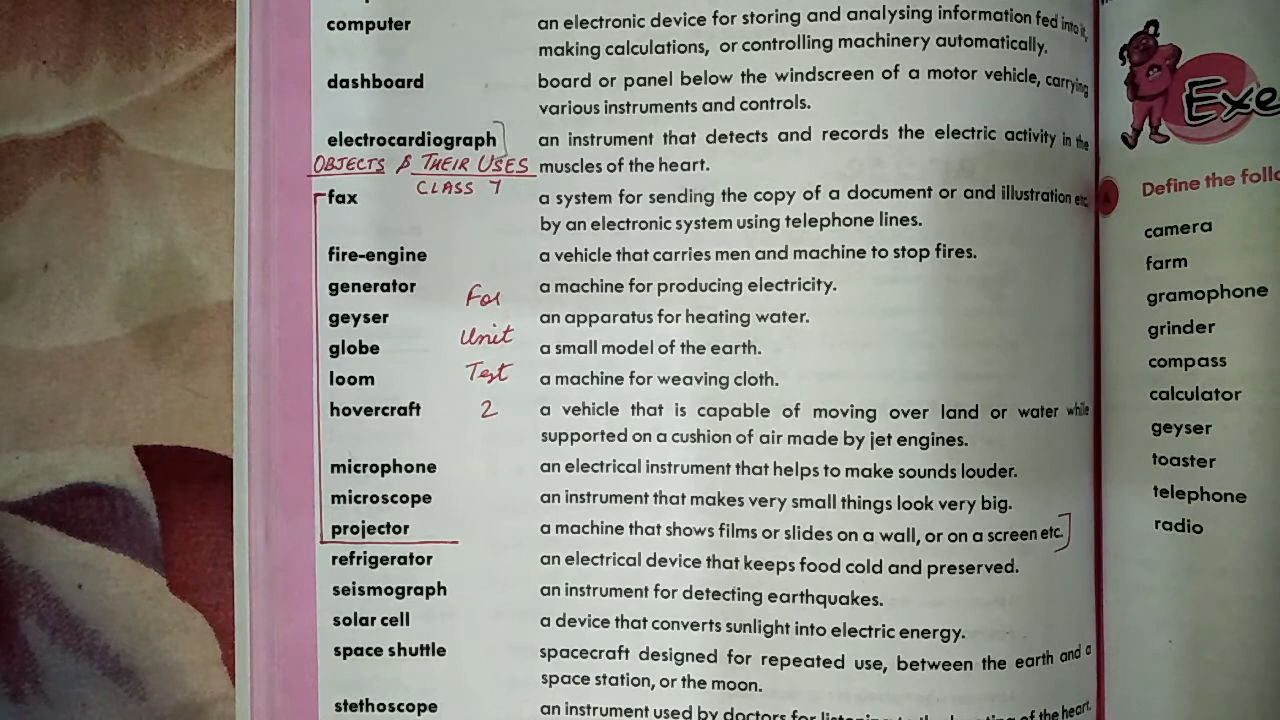 computer an electronic device for storing and analysing information fed into it,
making calculations, or controlling machinery automatically.
dashboard board or panel below the windscreen of a motor vehicle, carrying
various instruments and controls.
electrocardiograph an instrument that detects and records the electric activity in the
muscles of the heart.
OBJECTS & THEIR USES
CLASS 7
fax a system for sending the copy of a document or and illustration etc.
by an electronic system using telephone lines.
fire-engine a vehicle that carries men and machine to stop fires.
generator a machine for producing electricity.
geyser an apparatus for heating water.
globe a small model of the earth.
loom a machine for weaving cloth.
hovercraft a vehicle that is capable of moving over land or water while
supported on a cushion of air made by jet engines.
For
Unit
Test
2
microphone an electrical instrument that helps to make sounds louder.
microscope an instrument that makes very small things look very big.
projector a machine that shows films or slides on a wall, or on a screen etc.
refrigerator an electrical device that keeps food cold and preserved.
seismograph an instrument for detecting earthquakes.
solar cell a device that converts sunlight into electric energy.
space shuttle spacecraft designed for repeated use, between the earth and a
space station, or the moon.
stethoscope an instrument used by doctors for of the heart.
Exe
Define the follo
camera
farm
gramophone
grinder
compass
calculator
geyser
toaster
telephone
radio